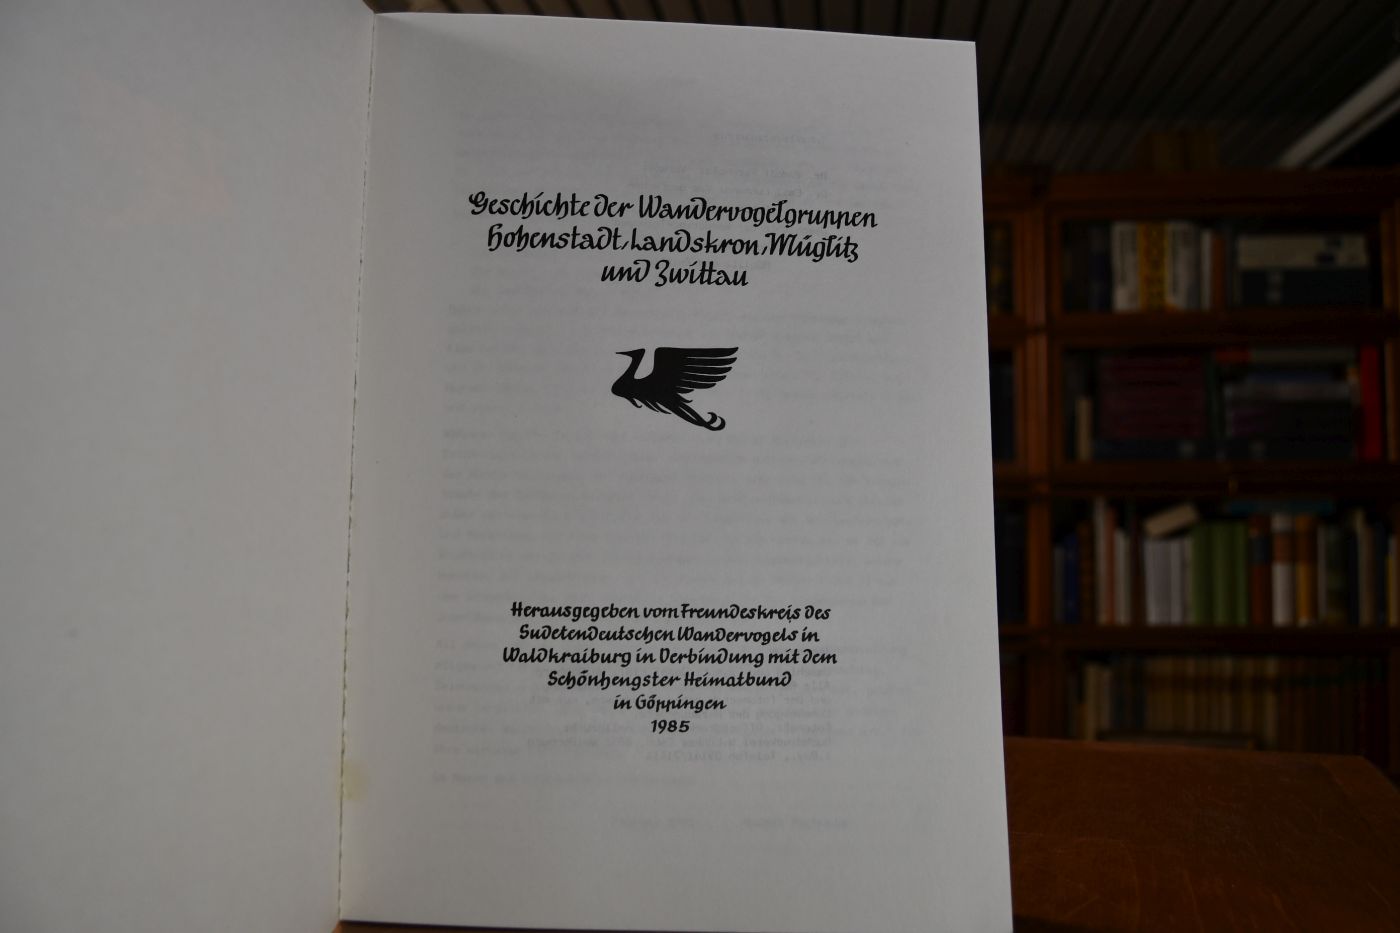 Geschichte der Wandervogelgruppen
Hohenstadt, Landskron, Müglitz
und Zwittau
Herausgegeben vom Freundeskreis des
Sudetendeutschen Wandervogels in
Waldkraiburg in Verbindung mit dem
Schönhengster Heimatbund
in Göppingen
1985